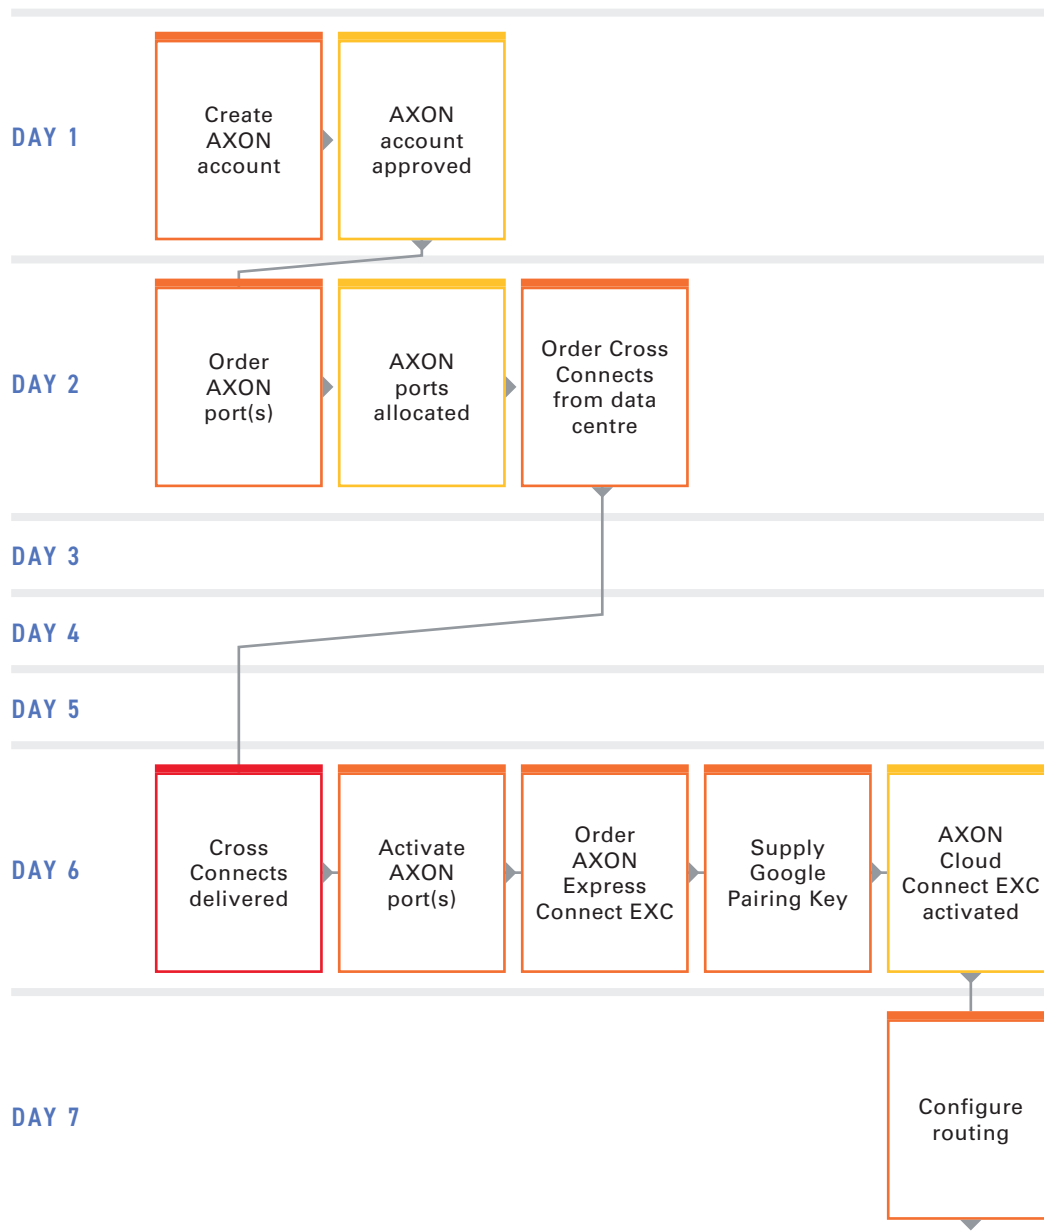 DAY 1
Create
AXON
account
AXON
account
approved
DAY 2
Order
AXON
port(s)
AXON
ports
allocated
Order Cross
Connects
from data
centre
DAY 3
DAY 4
DAY 5
DAY 6
Cross
Connects
delivered
Activate
AXON
port(s)
Order
AXON
Express
Connect EXC
Supply
Google
Pairing Key
AXON
Cloud
Connect EXC
activated
DAY 7
Configure
routing